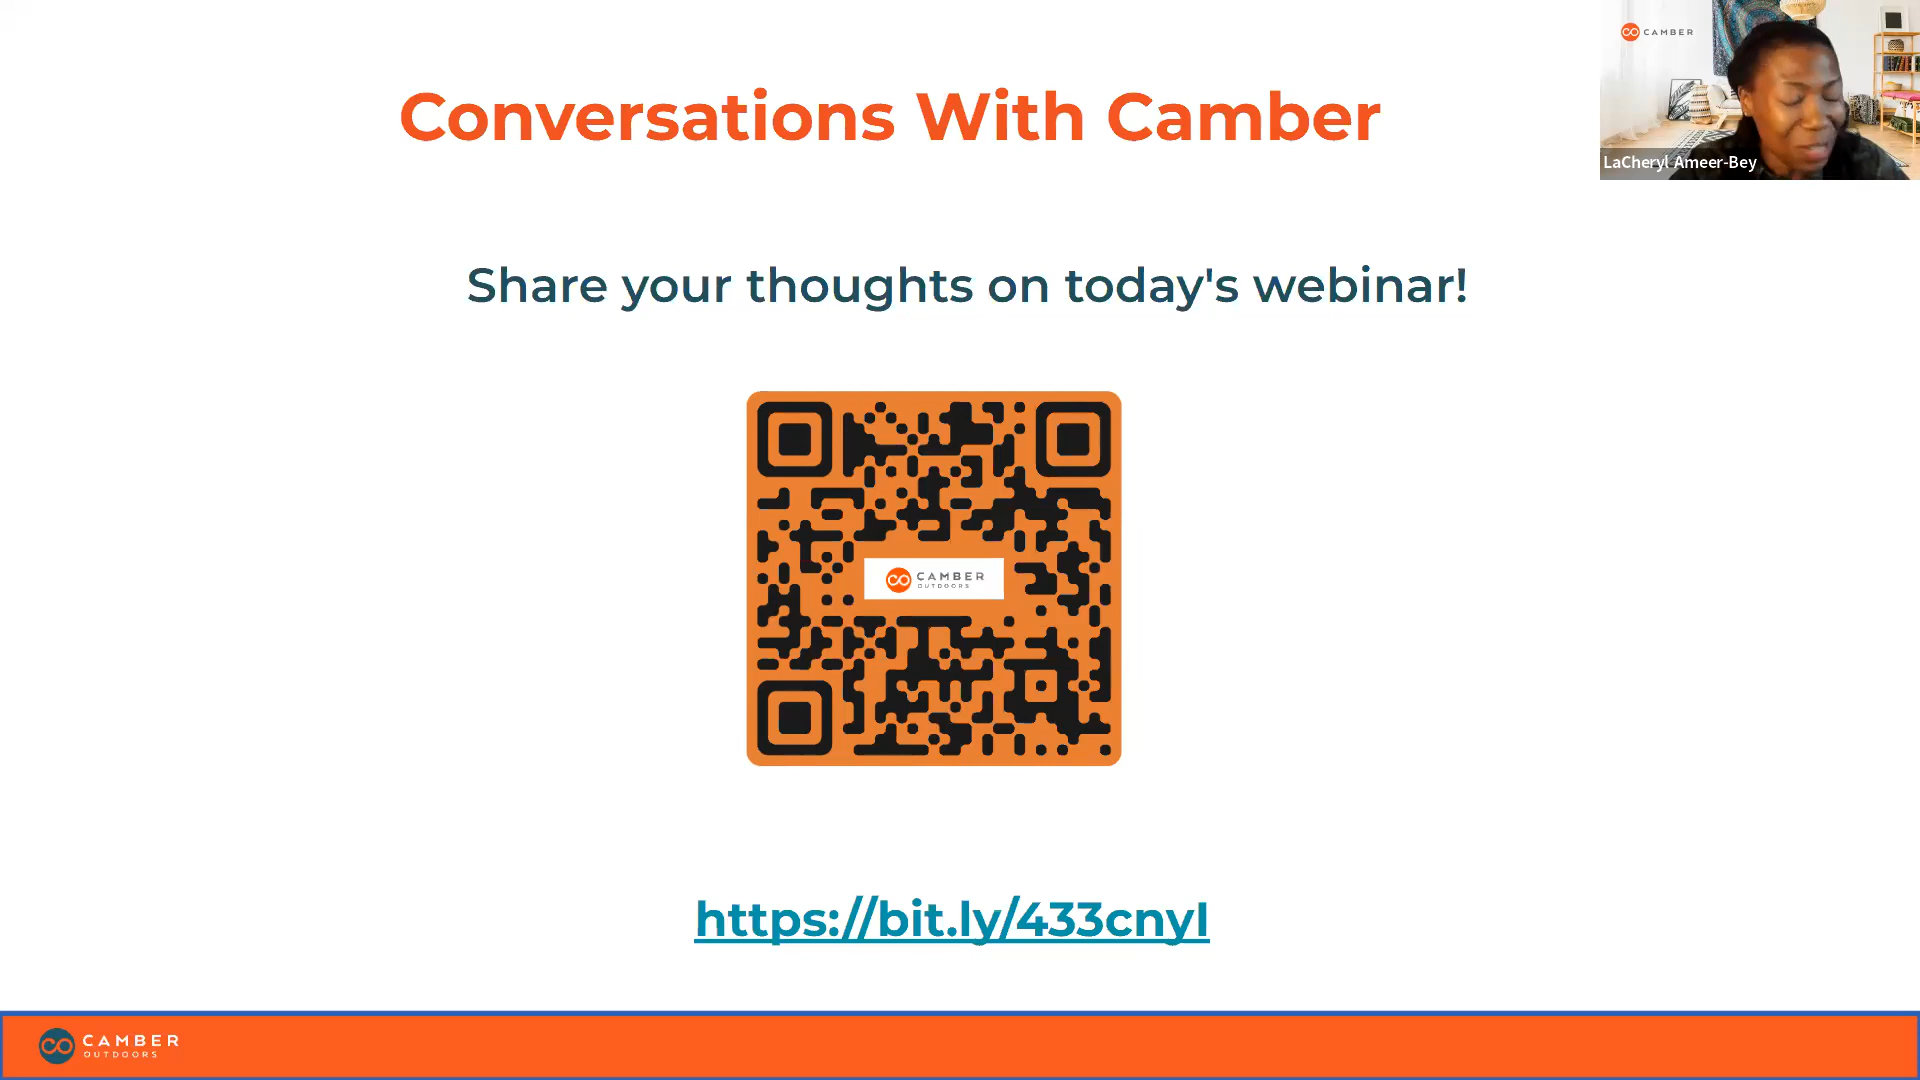 CAMBER
Conversations With Camber
LaCheryl Ameer-Bey
Share your thoughts on today's webinar!
CAMBER
OUTDOORS
https://bit.ly/433cnyI
CAMBER
OUTDOORS